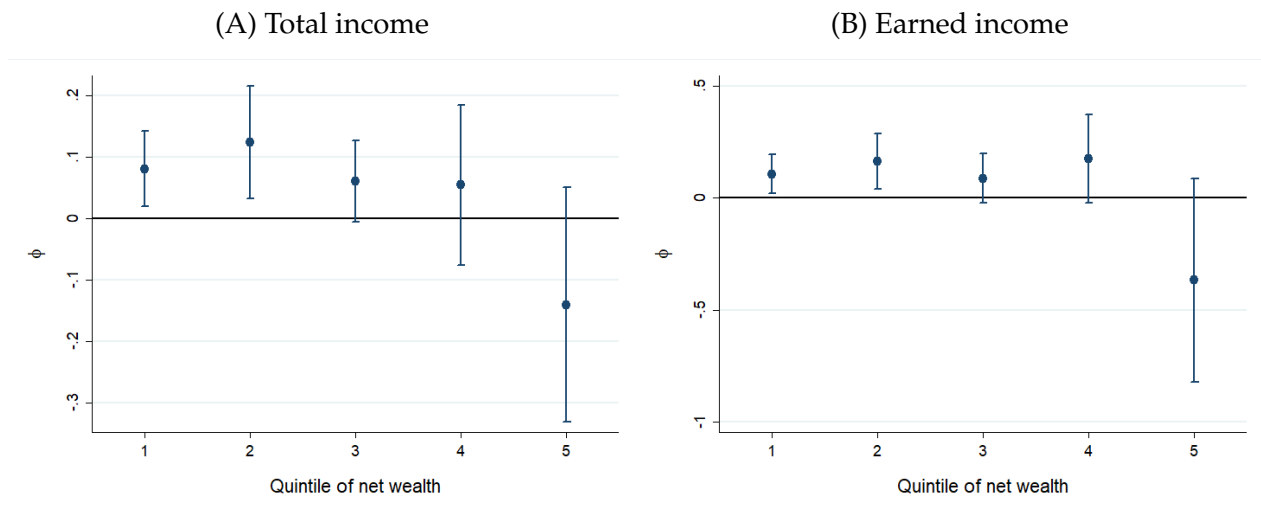 (A) Total income
(B) Earned income
.2
.1
0
-.1
-.2
-.3
ϕ
1 2 3 4 5
Quintile of net wealth
.5
0
-.5
-1
ϕ
1 2 3 4 5
Quintile of net wealth